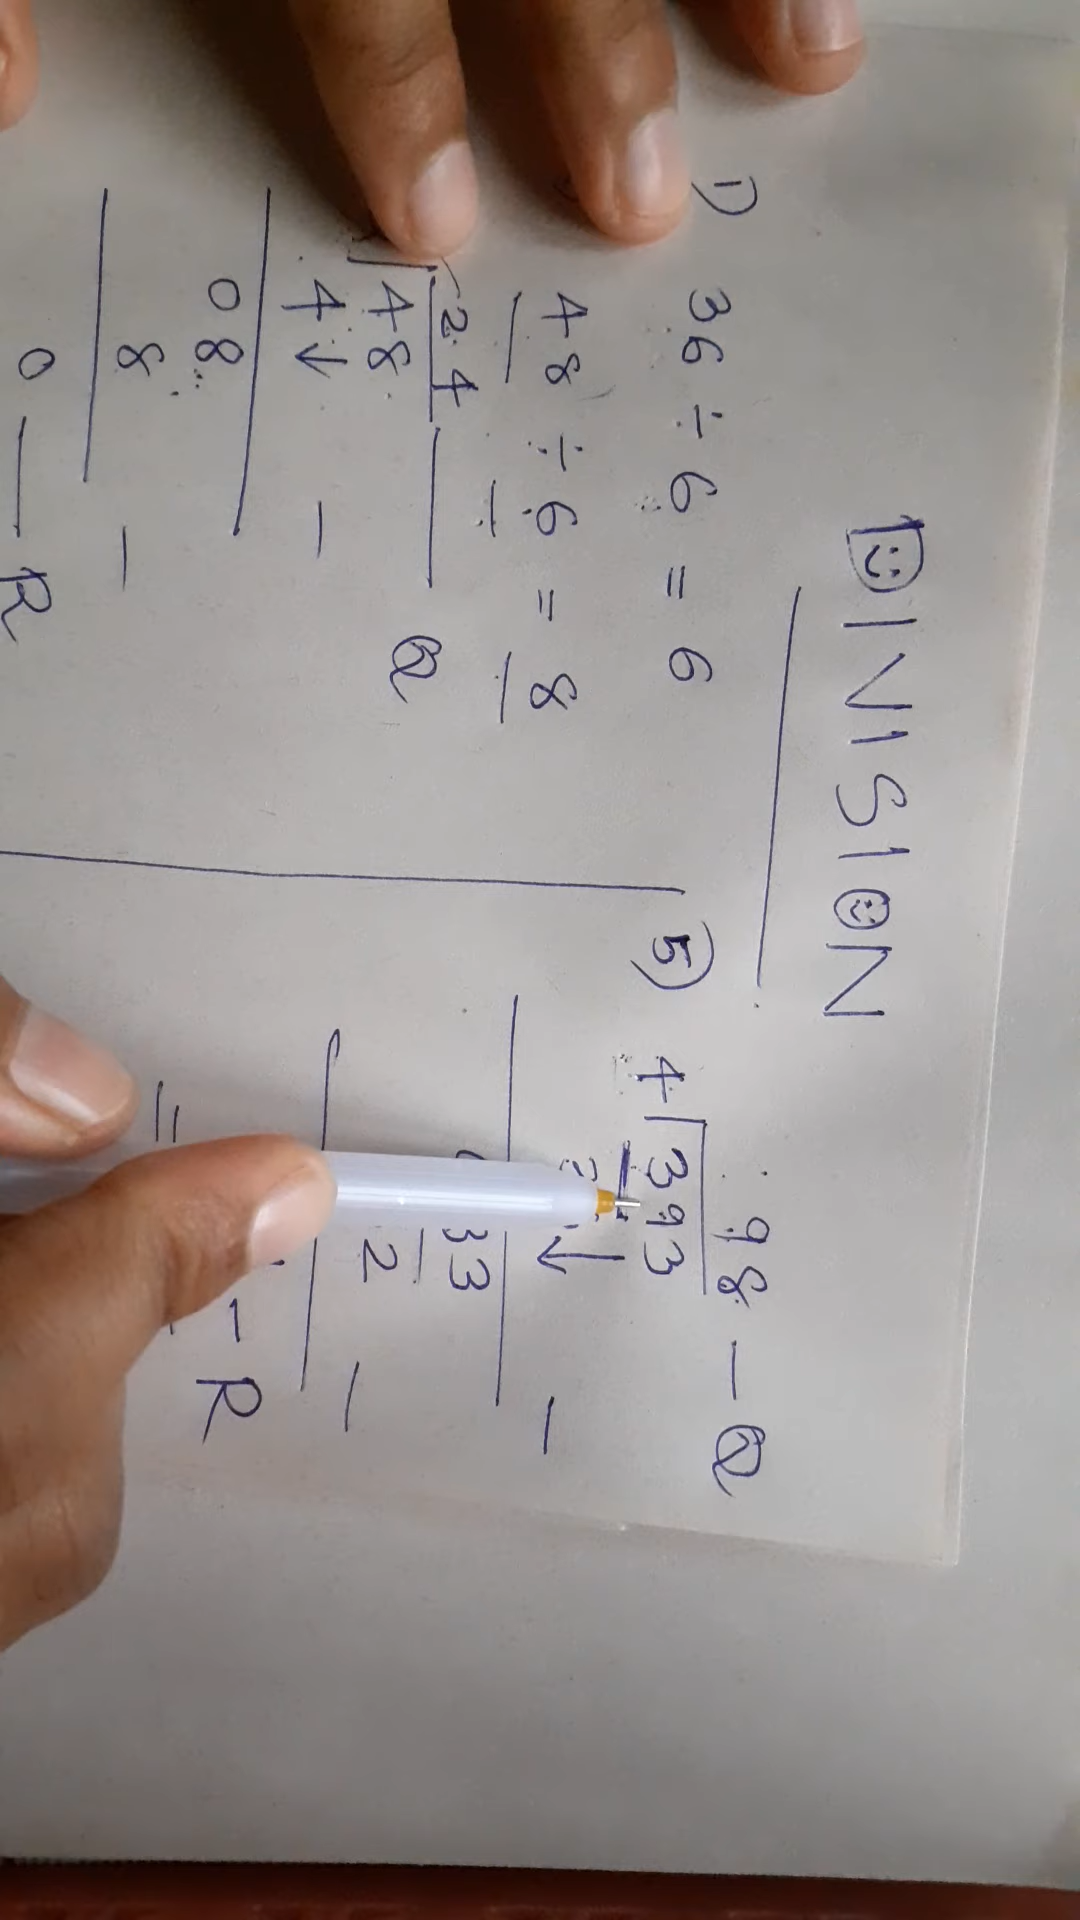 DIVISION
1) 36 ÷ 6 = 6
48 ÷ 6 = 8
24 Q
48
4↓ -
08
8 -
0 — R
5) 98 — Q
4 393
↓ -
33
2 -
- R